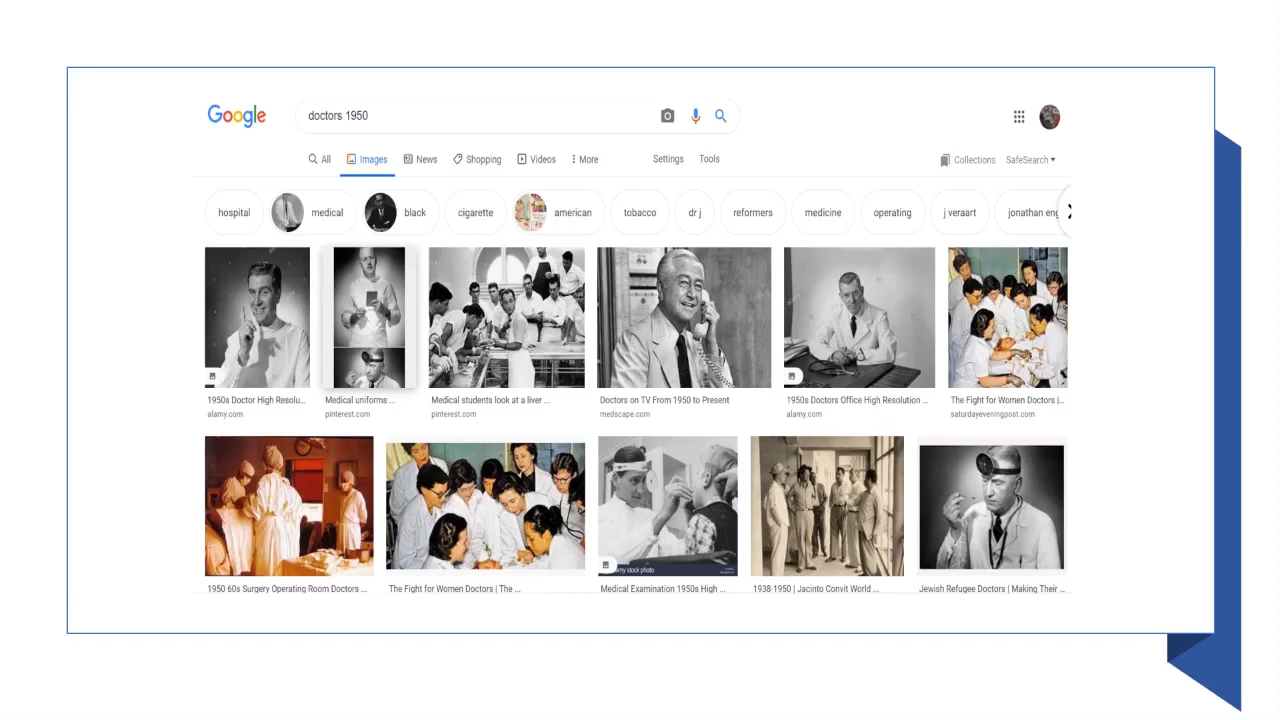 Google
doctors 1950
All Images News Shopping Videos More Settings Tools
Collections SafeSearch
hospital medical black cigarette american tobacco dr j reformers medicine operating j veraart jonathan eng
1950s Doctor High Resolu... Medical uniforms ... Medical students look at a liver ... Doctors on TV From 1950 to Present 1950s Doctors Office High Resolution ... The Fight for Women Doctors |...
alamy.com pinterest.com pinterest.com medscape.com alamy.com saturdayeveningpost.com
stock photo
1950 60s Surgery Operating Room Doctors ... The Fight for Women Doctors | The ... Medical Examination 1950s High ... 1938-1950 | Jacinto Convit World ... Jewish Refugee Doctors | Making Their ...